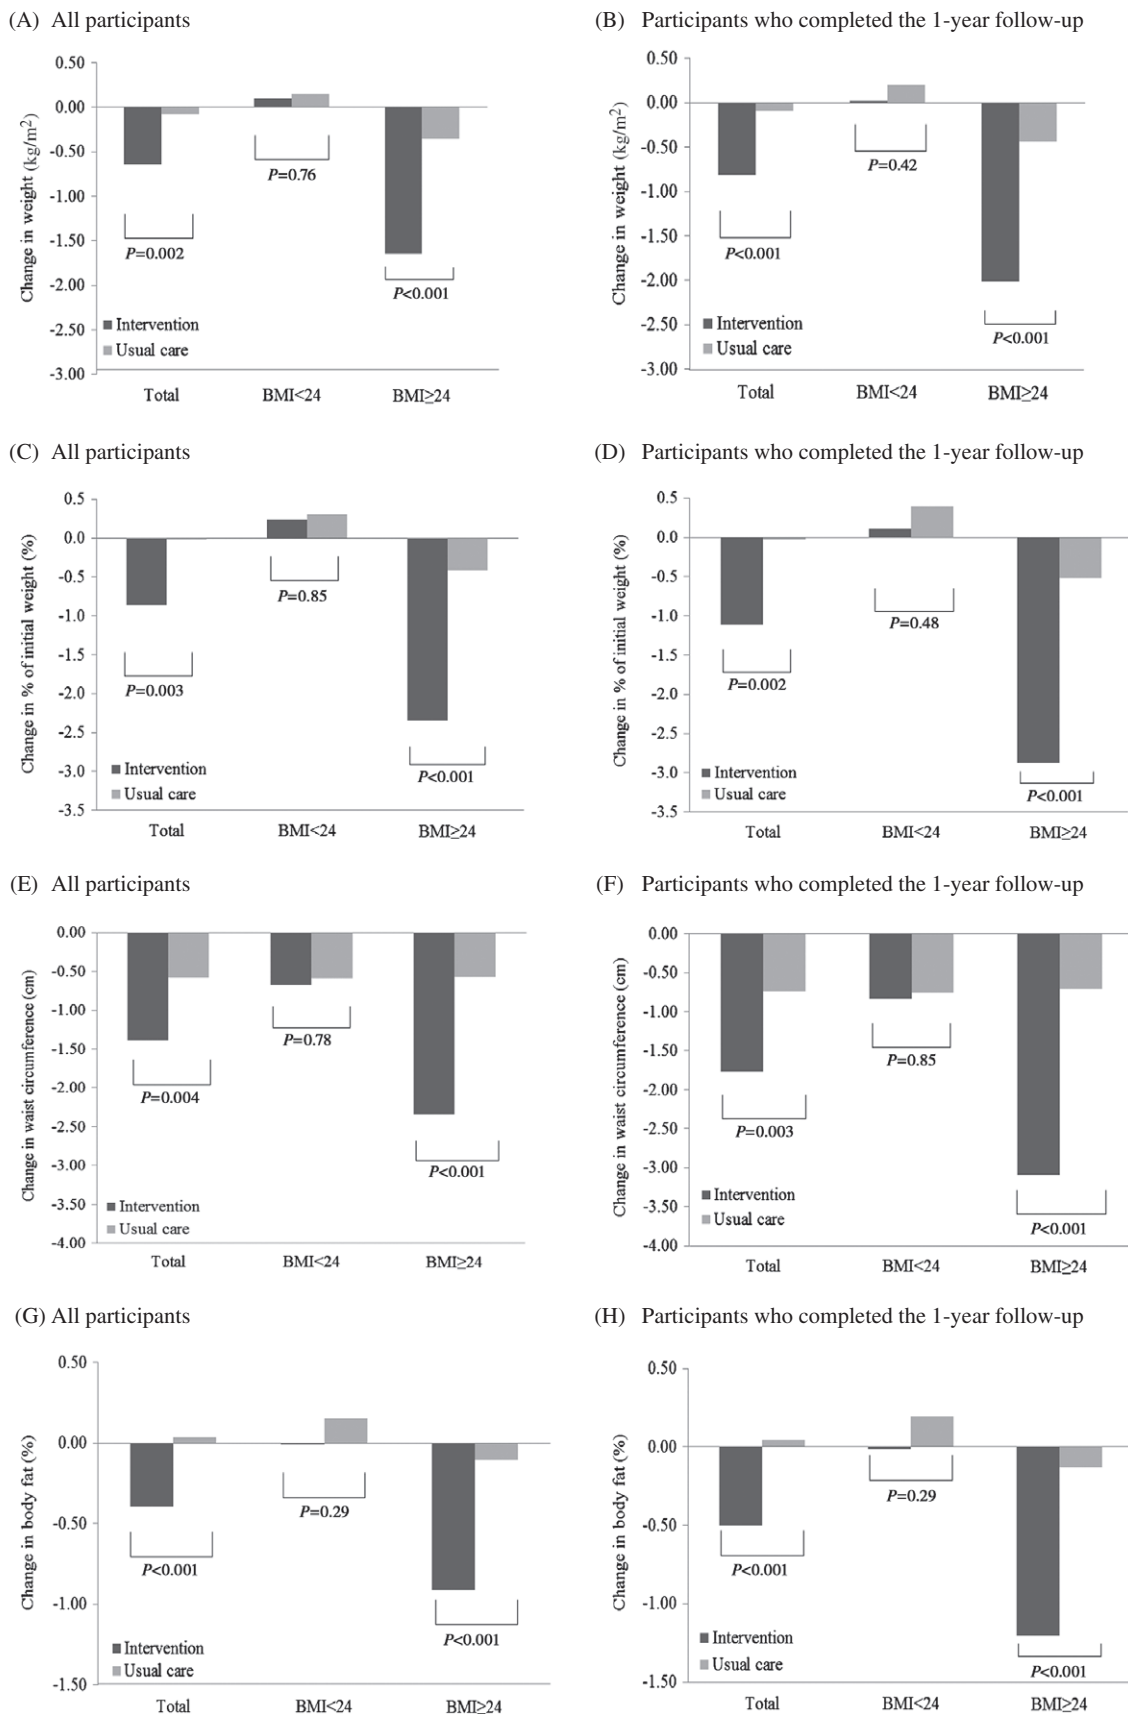 (A) All participants
0.50
0.00
-0.50
-1.00
-1.50
-2.00
-2.50
-3.00
Change in weight (kg/m²)
P=0.002
P=0.76
P<0.001
Intervention
Usual care
Total
BMI<24
BMI≥24
(B) Participants who completed the 1-year follow-up
0.50
0.00
-0.50
-1.00
-1.50
-2.00
-2.50
-3.00
Change in weight (kg/m²)
P<0.001
P=0.42
P<0.001
Intervention
Usual care
Total
BMI<24
BMI≥24
(C) All participants
0.5
0.0
-0.5
-1.0
-1.5
-2.0
-2.5
-3.0
-3.5
Change in % of initial weight (%)
P=0.003
P=0.85
P<0.001
Intervention
Usual care
Total
BMI<24
BMI≥24
(D) Participants who completed the 1-year follow-up
0.5
0.0
-0.5
-1.0
-1.5
-2.0
-2.5
-3.0
-3.5
Change in % of initial weight (%)
P=0.002
P=0.48
P<0.001
Intervention
Usual care
Total
BMI<24
BMI≥24
(E) All participants
0.00
-0.50
-1.00
-1.50
-2.00
-2.50
-3.00
-3.50
-4.00
Change in waist circumference (cm)
P=0.004
P=0.78
P<0.001
Intervention
Usual care
Total
BMI<24
BMI≥24
(F) Participants who completed the 1-year follow-up
0.00
-0.50
-1.00
-1.50
-2.00
-2.50
-3.00
-3.50
-4.00
Change in waist circumference (cm)
P=0.003
P=0.85
P<0.001
Intervention
Usual care
Total
BMI<24
BMI≥24
(G) All participants
0.50
0.00
-0.50
-1.00
-1.50
Change in body fat (%)
P<0.001
P=0.29
P<0.001
Intervention
Usual care
Total
BMI<24
BMI≥24
(H) Participants who completed the 1-year follow-up
0.50
0.00
-0.50
-1.00
-1.50
Change in body fat (%)
P<0.001
P=0.29
P<0.001
Intervention
Usual care
Total
BMI<24
BMI≥24